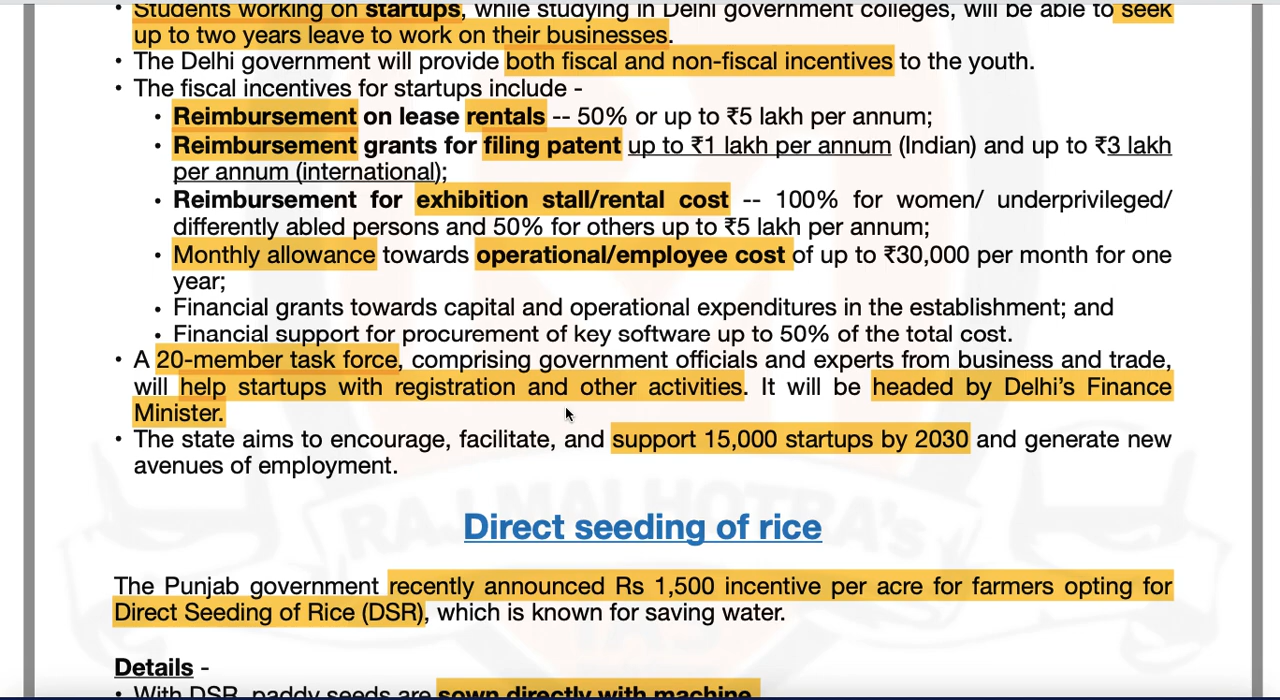 • Students working on startups, while studying in Delhi government colleges, will be able to seek
up to two years leave to work on their businesses.
• The Delhi government will provide both fiscal and non-fiscal incentives to the youth.
• The fiscal incentives for startups include -
• Reimbursement on lease rentals -- 50% or up to ₹5 lakh per annum;
• Reimbursement grants for filing patent up to ₹1 lakh per annum (Indian) and up to ₹3 lakh
per annum (international);
• Reimbursement for exhibition stall/rental cost -- 100% for women/ underprivileged/
differently abled persons and 50% for others up to ₹5 lakh per annum;
• Monthly allowance towards operational/employee cost of up to ₹30,000 per month for one
year;
• Financial grants towards capital and operational expenditures in the establishment; and
• Financial support for procurement of key software up to 50% of the total cost.
• A 20-member task force, comprising government officials and experts from business and trade,
will help startups with registration and other activities. It will be headed by Delhi’s Finance
Minister.
• The state aims to encourage, facilitate, and support 15,000 startups by 2030 and generate new
avenues of employment.
RAJ MALHOTRA's
Direct seeding of rice
The Punjab government recently announced Rs 1,500 incentive per acre for farmers opting for
Direct Seeding of Rice (DSR), which is known for saving water.
IAS
Details -
• With DSR, paddy seeds are sown directly with machine.